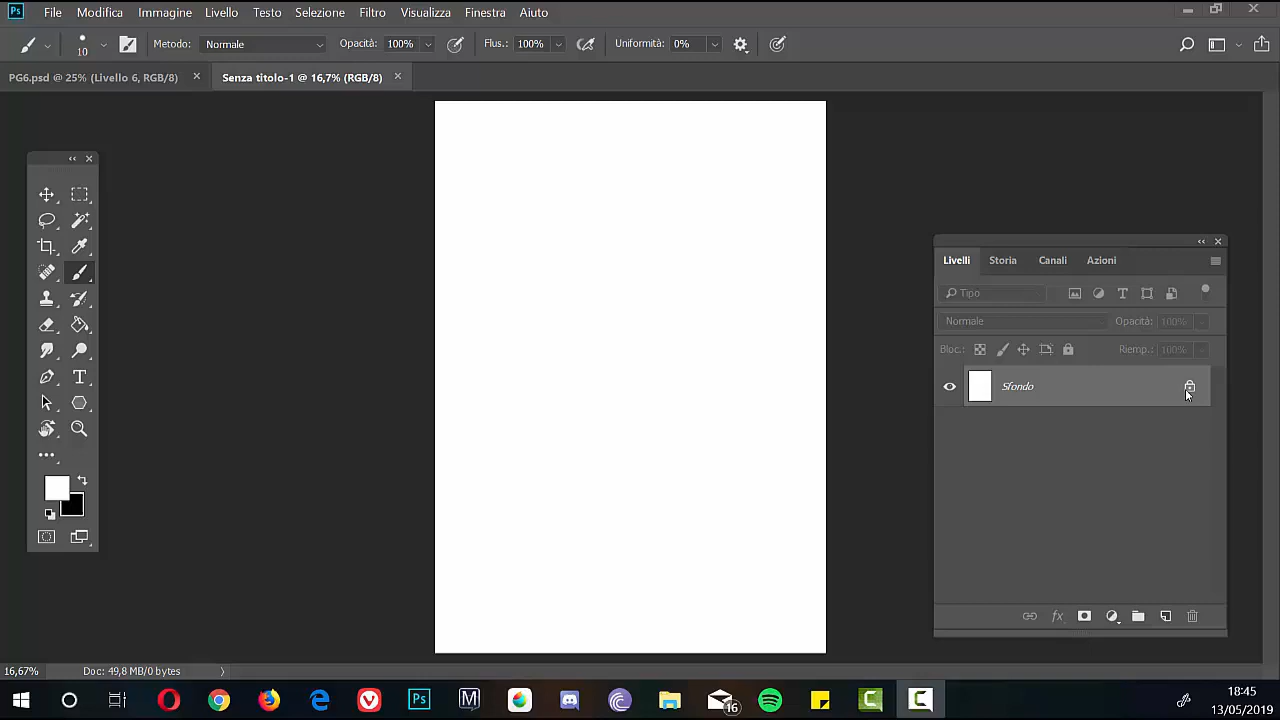 Ps File Modifica Immagine Livello Testo Selezione Filtro Visualizza Finestra Aiuto
10 Metodo: Normale Opacità: 100% Flus.: 100% Uniformità: 0%
PG6.psd @ 25% (Livello 6, RGB/8) × Senza titolo-1 @ 16,7% (RGB/8) ×
Livelli Storia Canali Azioni
Tipo
Normale Opacità: 100%
Bloc.: Riemp.: 100%
Sfondo
fx
16,67% Doc: 49,8 MB/0 bytes
Ps M 16
18:45
13/05/2019